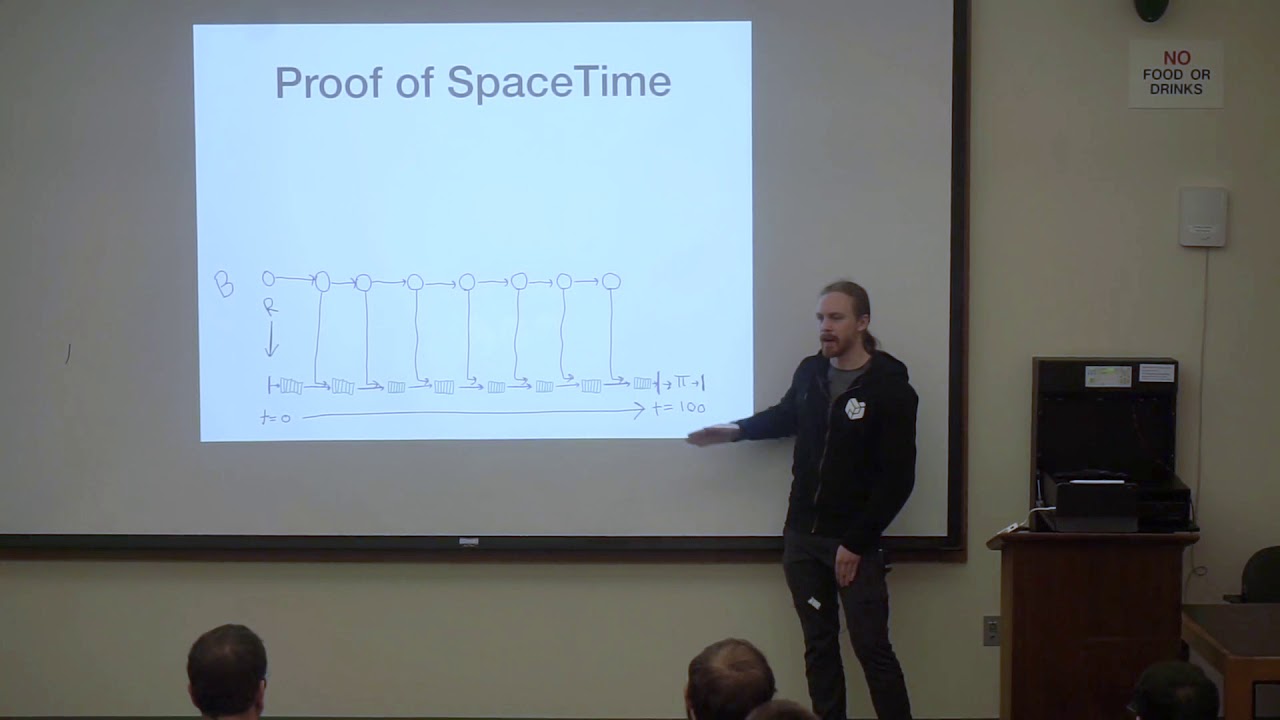 Proof of SpaceTime
B
R
π
t=0
t=100
NO
FOOD OR
DRINKS